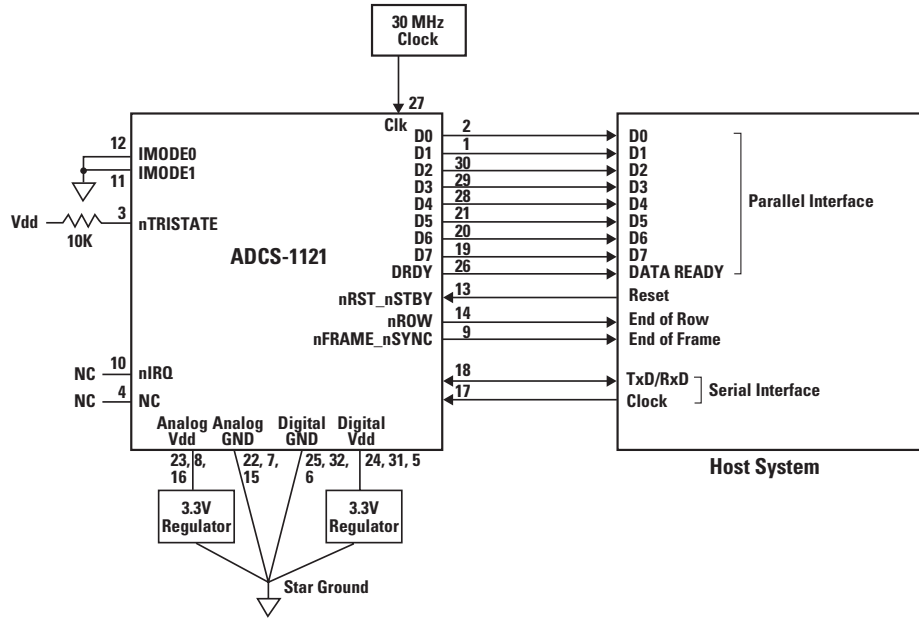 30 MHz
Clock
27
Clk
12
IMODE0
11
IMODE1
Vdd
10K
3
nTRISTATE
ADCS-1121
10
NC
nIRQ
4
NC
NC
D0
2
D0
D1
1
D1
D2
30
D2
D3
29
D3
D4
28
D4
D5
21
D5
D6
20
D6
D7
19
D7
DRDY
26
DATA READY
Parallel Interface
nRST_nSTBY
13
Reset
nROW
14
End of Row
nFRAME_nSYNC
9
End of Frame
18
TxD/RxD
17
Clock
Serial Interface
Host System
Analog
Vdd
Analog
GND
Digital
GND
Digital
Vdd
23, 8,
16
22, 7,
15
25, 32,
6
24, 31, 5
3.3V
Regulator
3.3V
Regulator
Star Ground